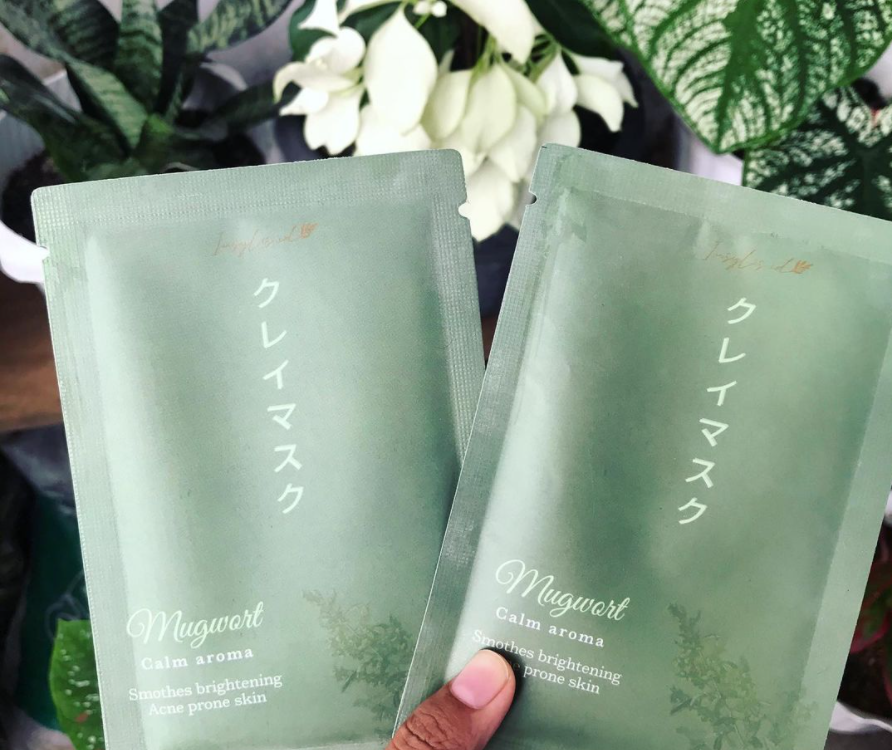 クレイマスク
Mugwort
Calm aroma
Smothes brightening
Acne prone skin
クレイマスク
Mugwort
Calm aroma
Smothes brightening
prone skin